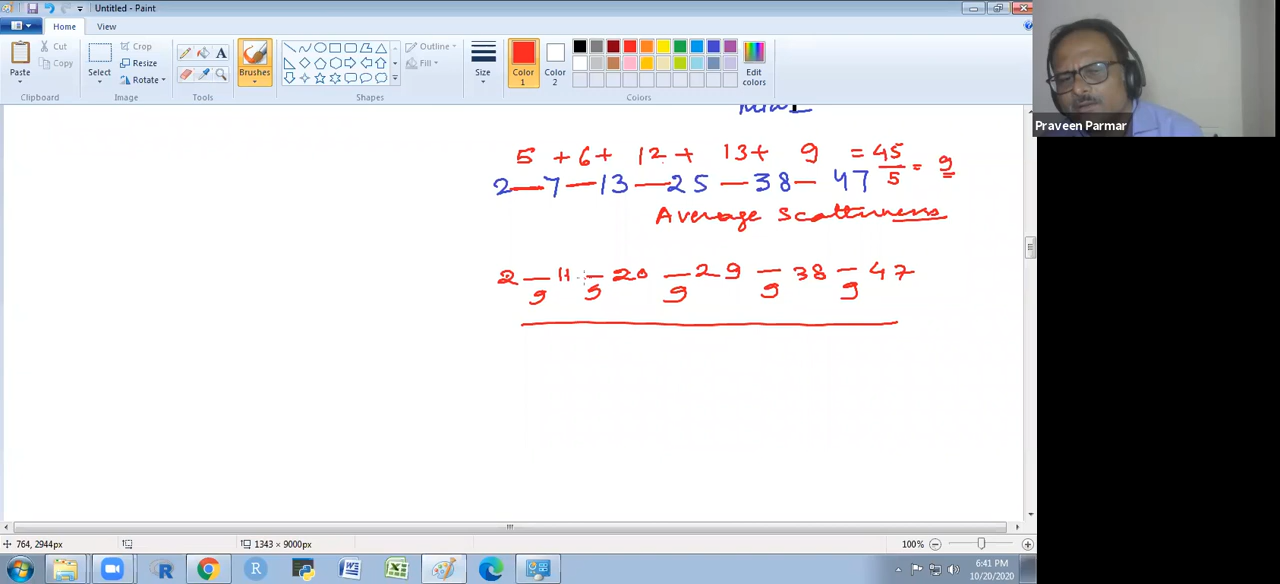 Untitled - Paint
Home View
Paste
Cut
Copy
Clipboard
Select
Crop
Resize
Rotate
Image
Tools
Brushes
Shapes
Outline
Fill
Size
Color 1
Color 2
Edit colors
Colors
Praveen Parmar
5 + 6 + 12 + 13 + 9 = 45/5 = 9
2 — 7 — 13 — 25 — 38 — 47
Average Scatterness
2 — 11 — 20 — 29 — 38 — 47
9 9 9 9 9
764, 2944px
1343 × 9000px
100%
6:41 PM
10/20/2020